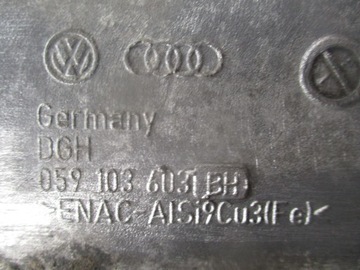 Germany
DGH
059 103 603 BH
>ENAC-AlSi9Cu3(Fe)<